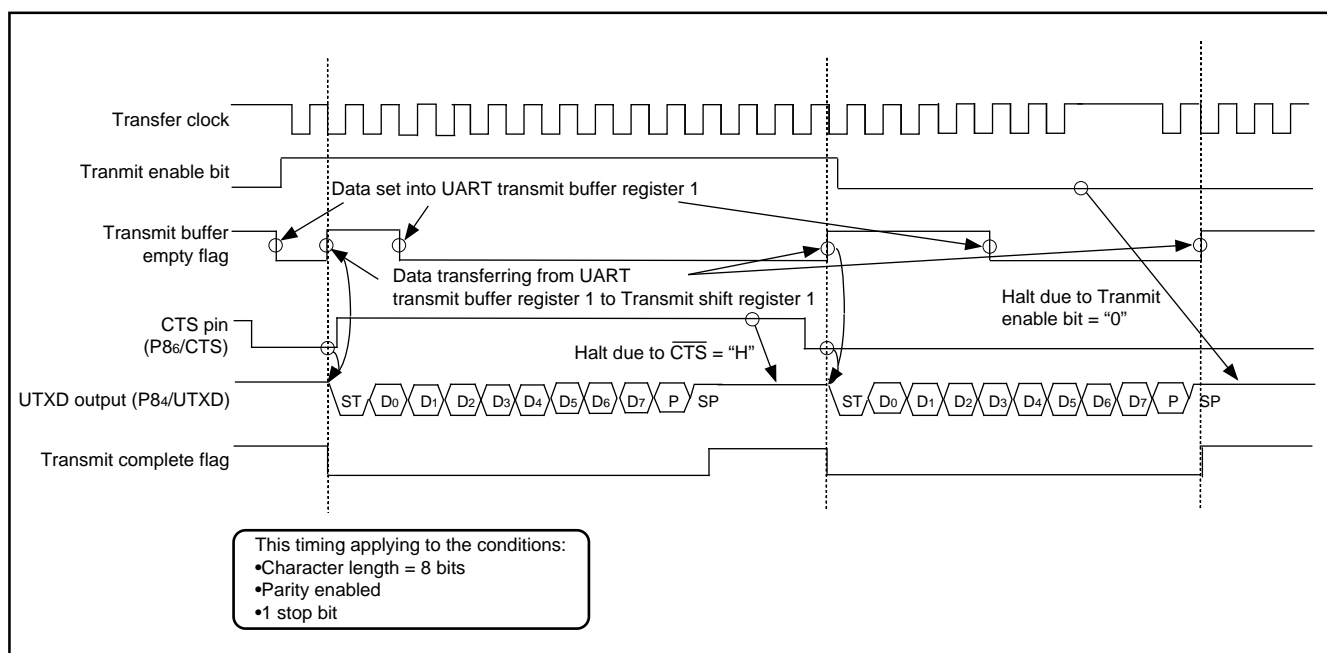 Transfer clock
Tranmit enable bit
Data set into UART transmit buffer register 1
Transmit buffer
empty flag
Data transferring from UART
transmit buffer register 1 to Transmit shift register 1
Halt due to Tranmit
enable bit = “0”
CTS pin
(P86/CTS)
Halt due to CTS = “H”
UTXD output (P84/UTXD)
ST D0 D1 D2 D3 D4 D5 D6 D7 P SP
ST D0 D1 D2 D3 D4 D5 D6 D7 P SP
Transmit complete flag
This timing applying to the conditions:
•Character length = 8 bits
•Parity enabled
•1 stop bit